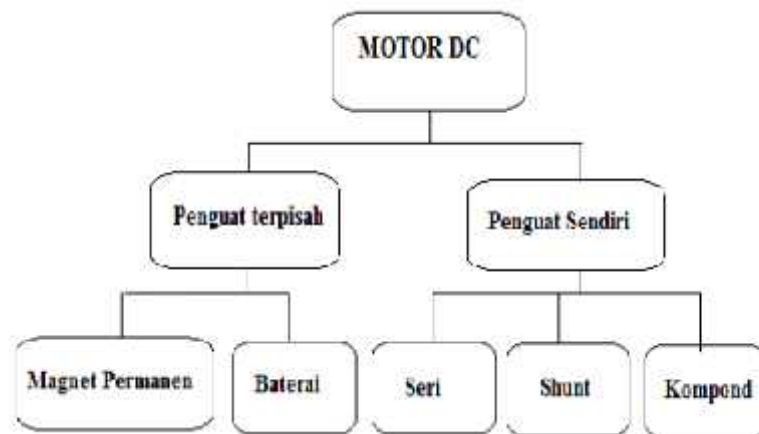 MOTOR DC
Penguat terpisah
Penguat Sendiri
Magnet Permanen
Baterai
Seri
Shunt
Kompond